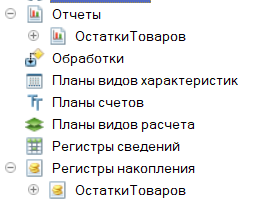 Отчеты
ОстаткиТоваров
Обработки
Планы видов характеристик
Планы счетов
Планы видов расчета
Регистры сведений
Регистры накопления
ОстаткиТоваров